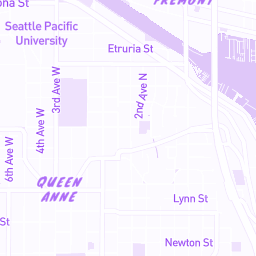 FREMONT
Seattle Pacific
University
Etruria St
3rd Ave W
2nd Ave N
4th Ave W
6th Ave W
QUEEN
ANNE
Lynn St
St
Newton St